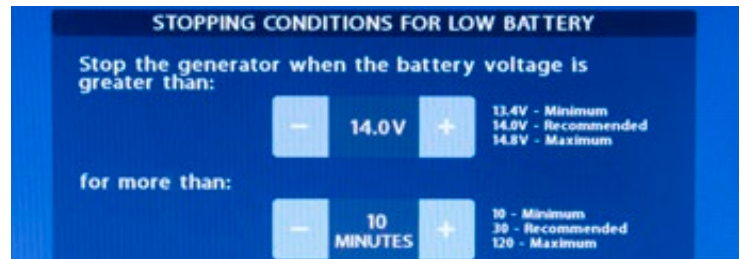 STOPPING CONDITIONS FOR LOW BATTERY
Stop the generator when the battery voltage is
greater than:
− 14.0V +
13.4V - Minimum
14.0V - Recommended
14.8V - Maximum
for more than:
− 10 MINUTES +
10 - Minimum
30 - Recommended
120 - Maximum